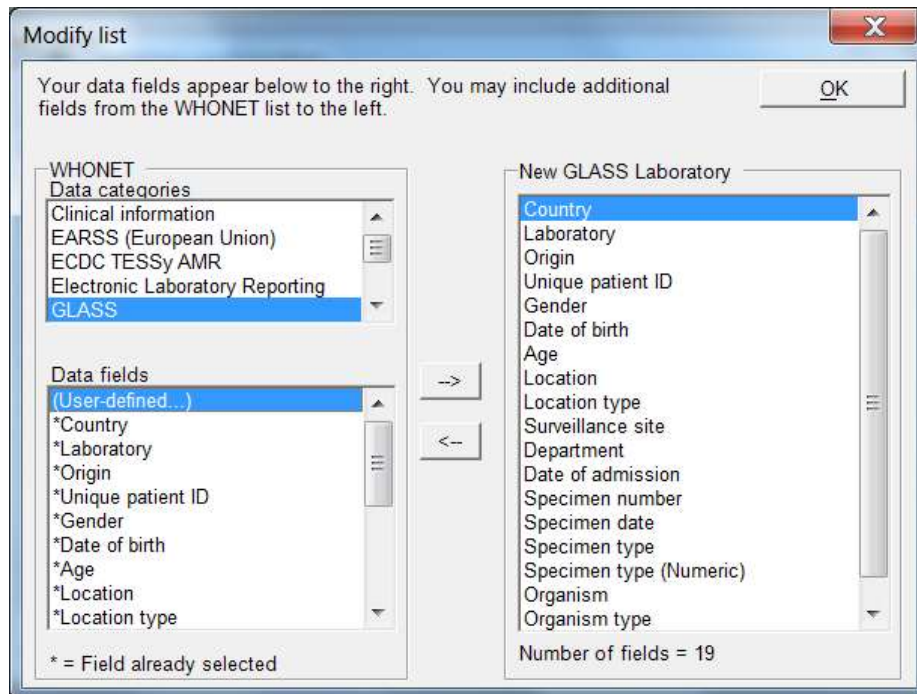 Modify list
X
Your data fields appear below to the right. You may include additional
fields from the WHONET list to the left.
OK
WHONET
Data categories
Clinical information
EARSS (European Union)
ECDC TESSy AMR
Electronic Laboratory Reporting
GLASS
Data fields
(User-defined...)
*Country
*Laboratory
*Origin
*Unique patient ID
*Gender
*Date of birth
*Age
*Location
*Location type
* = Field already selected
-->
<--
New GLASS Laboratory
Country
Laboratory
Origin
Unique patient ID
Gender
Date of birth
Age
Location
Location type
Surveillance site
Department
Date of admission
Specimen number
Specimen date
Specimen type
Specimen type (Numeric)
Organism
Organism type
Number of fields = 19